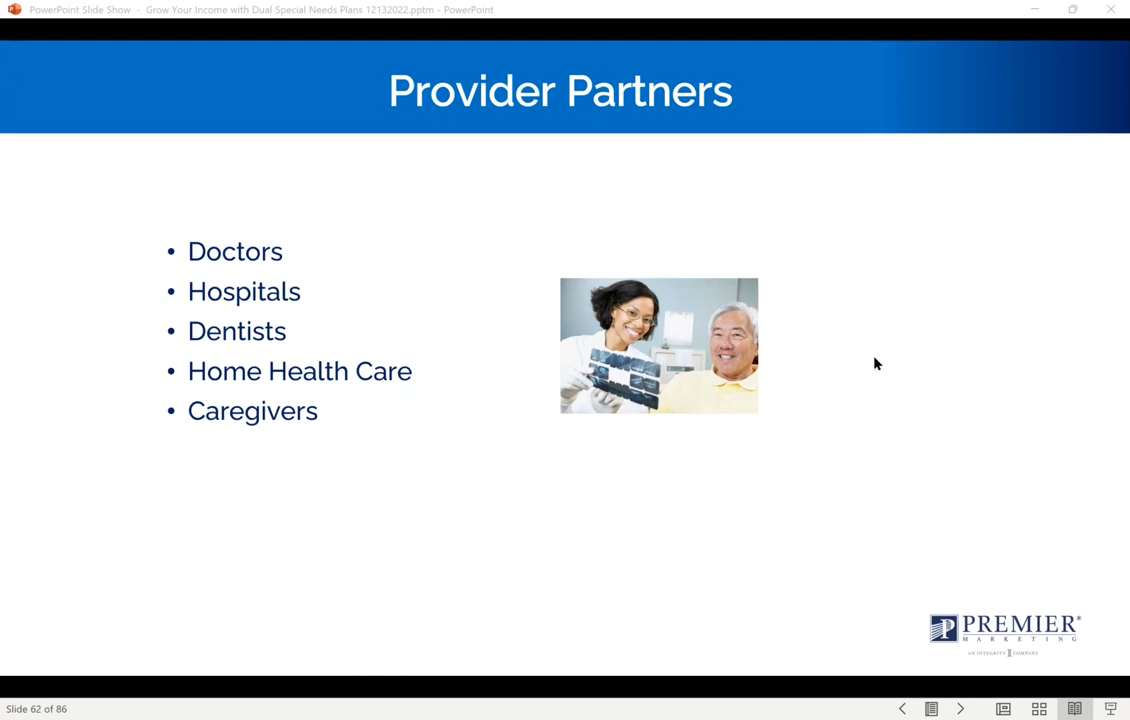 PowerPoint Slide Show - Grow Your Income with Dual Special Needs Plans 12132022.pptm - PowerPoint
Provider Partners
• Doctors
• Hospitals
• Dentists
• Home Health Care
• Caregivers
PREMIER®
MARKETING
AN INTEGRITY COMPANY
Slide 62 of 86